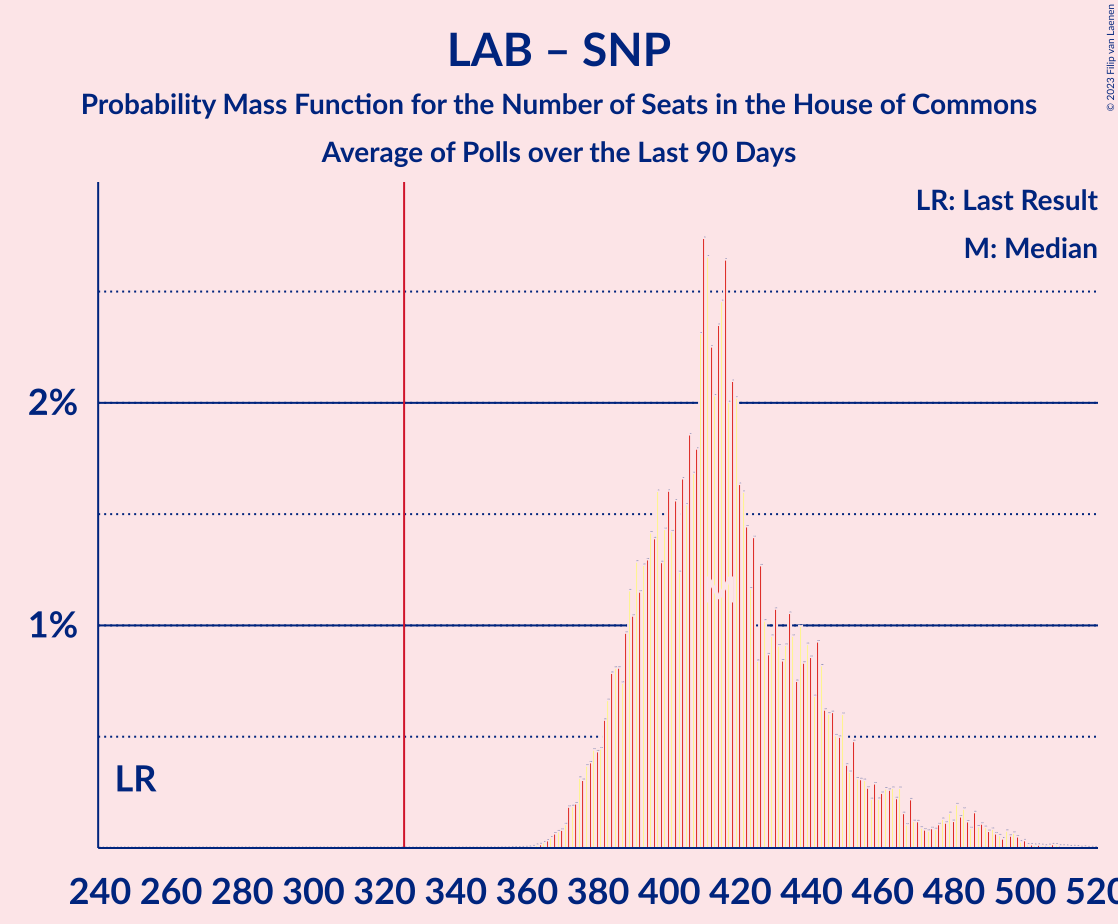 LAB – SNP
Probability Mass Function for the Number of Seats in the House of Commons
Average of Polls over the Last 90 Days
© 2023 Filip van Laenen
LR: Last Result
M: Median
2%
1%
LR
240 260 280 300 320 340 360 380 400 420 440 460 480 500 520